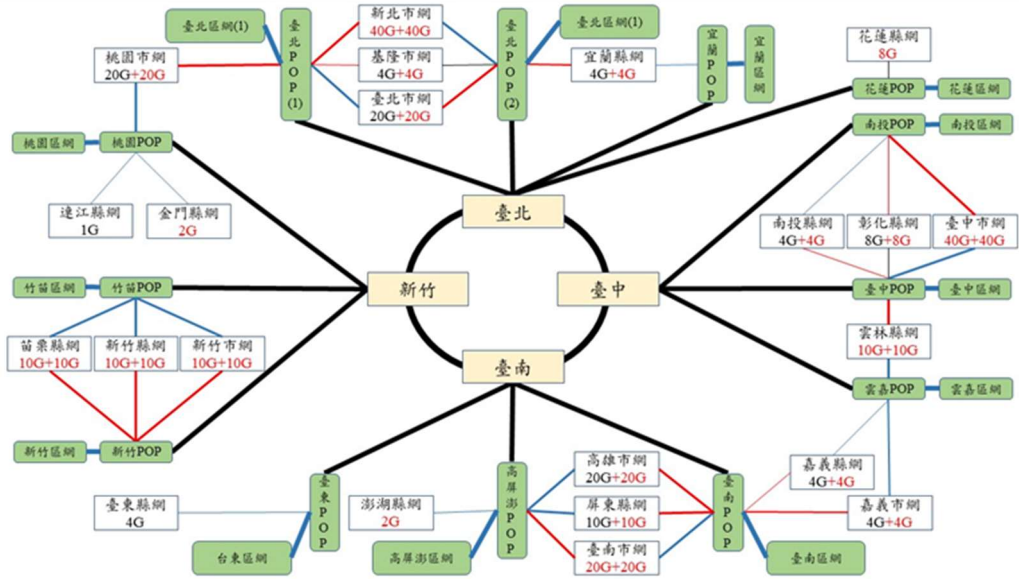 臺北區網(1)
臺北POP(1)
新北市網
40G+40G
臺北POP(2)
臺北區網(1)
宜蘭POP
宜蘭區網
花蓮縣網
8G
桃園市網
20G+20G
基隆市網
4G+4G
宜蘭縣網
4G+4G
花蓮POP
花蓮區網
臺北市網
20G+20G
南投POP
南投區網
桃園區網
桃園POP
連江縣網
1G
金門縣網
2G
臺北
南投縣網
4G+4G
彰化縣網
8G+8G
臺中市網
40G+40G
竹苗區網
竹苗POP
新竹
臺中
臺中POP
臺中區網
苗栗縣網
10G+10G
新竹縣網
10G+10G
新竹市網
10G+10G
雲林縣網
10G+10G
臺南
雲嘉POP
雲嘉區網
新竹區網
新竹POP
高雄市網
20G+20G
嘉義縣網
4G+4G
臺東縣網
4G
臺東POP
澎湖縣網
2G
高屏澎POP
屏東縣網
10G+10G
臺南POP
嘉義市網
4G+4G
台東區網
高屏澎區網
臺南市網
20G+20G
臺南區網